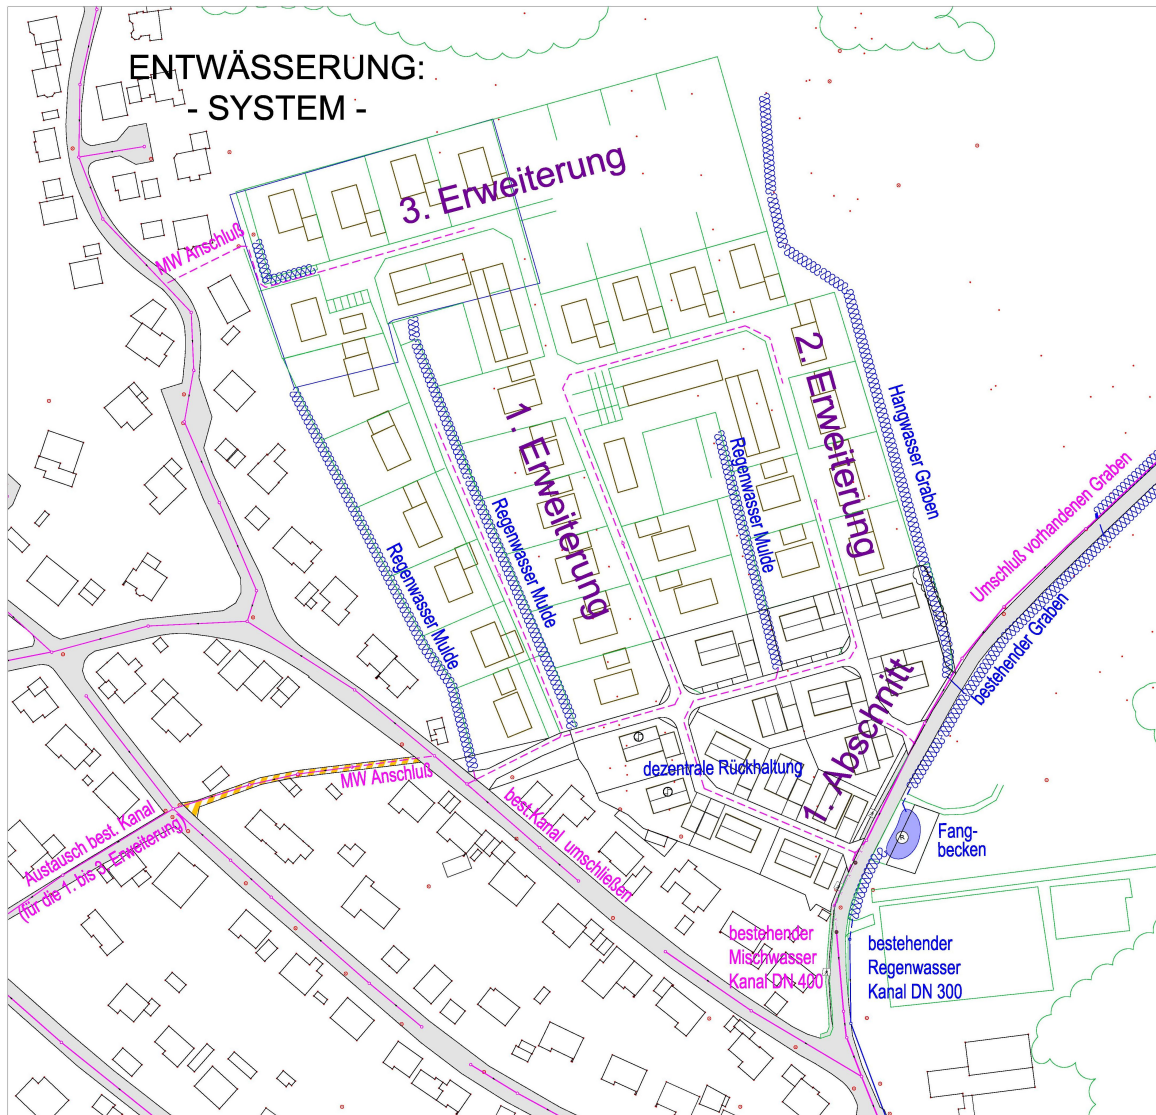 ENTWÄSSERUNG:
- SYSTEM -
3. Erweiterung
MW Anschluß
2. Erweiterung
1. Erweiterung
Hangwasser Graben
Regenwasser Mulde
Regenwasser Mulde
Regenwasser Mulde
Umschluß vorhandenen Graben
bestehender Graben
1. Abschnitt
dezentrale Rückhaltung
MW Anschluß
best.Kanal umschließen
Austausch best. Kanal
(für die 1. bis 3. Erweiterung)
Fang-
becken
bestehender
Mischwasser
Kanal DN 400
bestehender
Regenwasser
Kanal DN 300